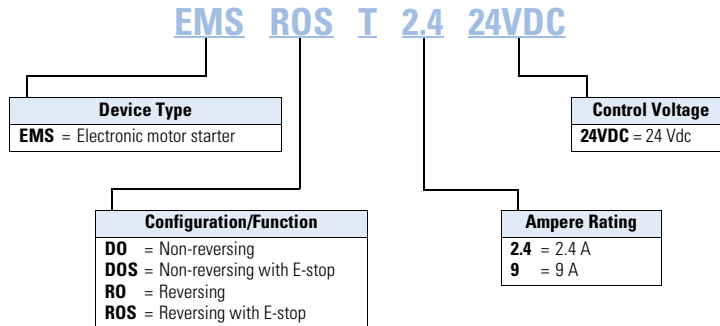 EMS ROS T 2.4 24VDC
Device Type
EMS = Electronic motor starter
Control Voltage
24VDC = 24 Vdc
Configuration/Function
DO = Non-reversing
DOS = Non-reversing with E-stop
RO = Reversing
ROS = Reversing with E-stop
Ampere Rating
2.4 = 2.4 A
9 = 9 A